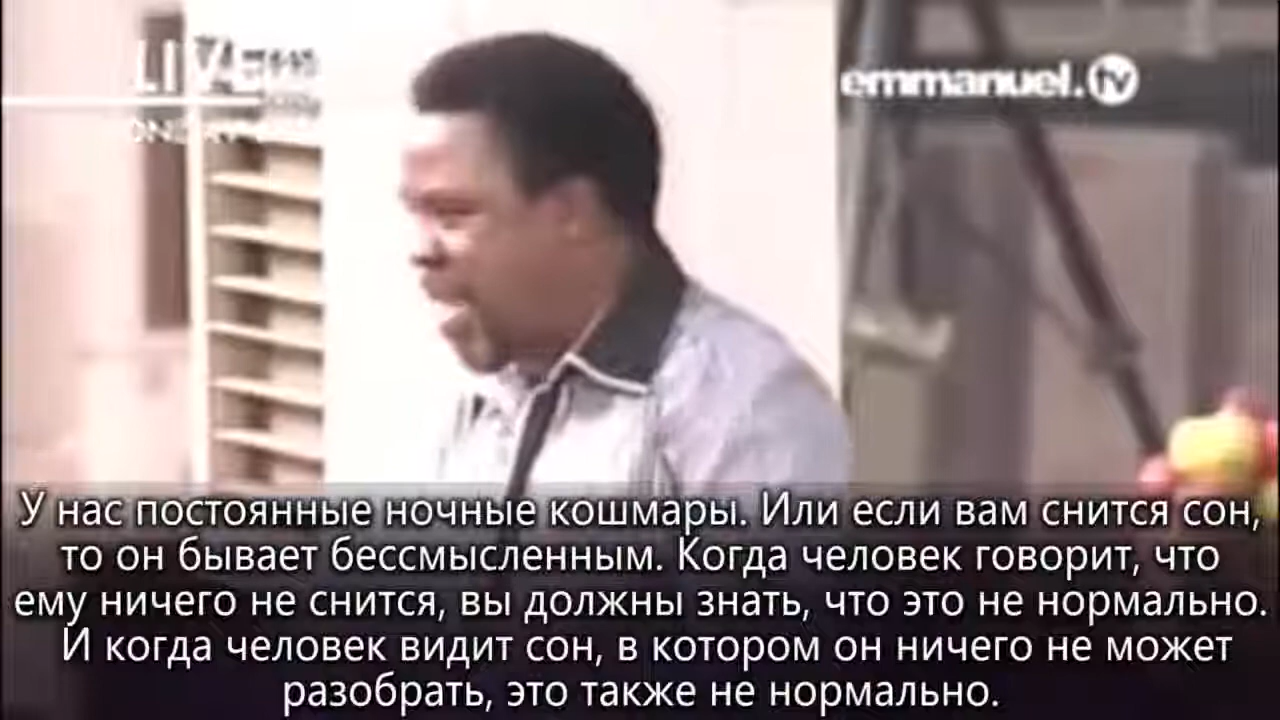 LIVE
emmanuel.tv
У нас постоянные ночные кошмары. Или если вам снится сон,
то он бывает бессмысленным. Когда человек говорит, что
ему ничего не снится, вы должны знать, что это не нормально.
И когда человек видит сон, в котором он ничего не может
разобрать, это также не нормально.